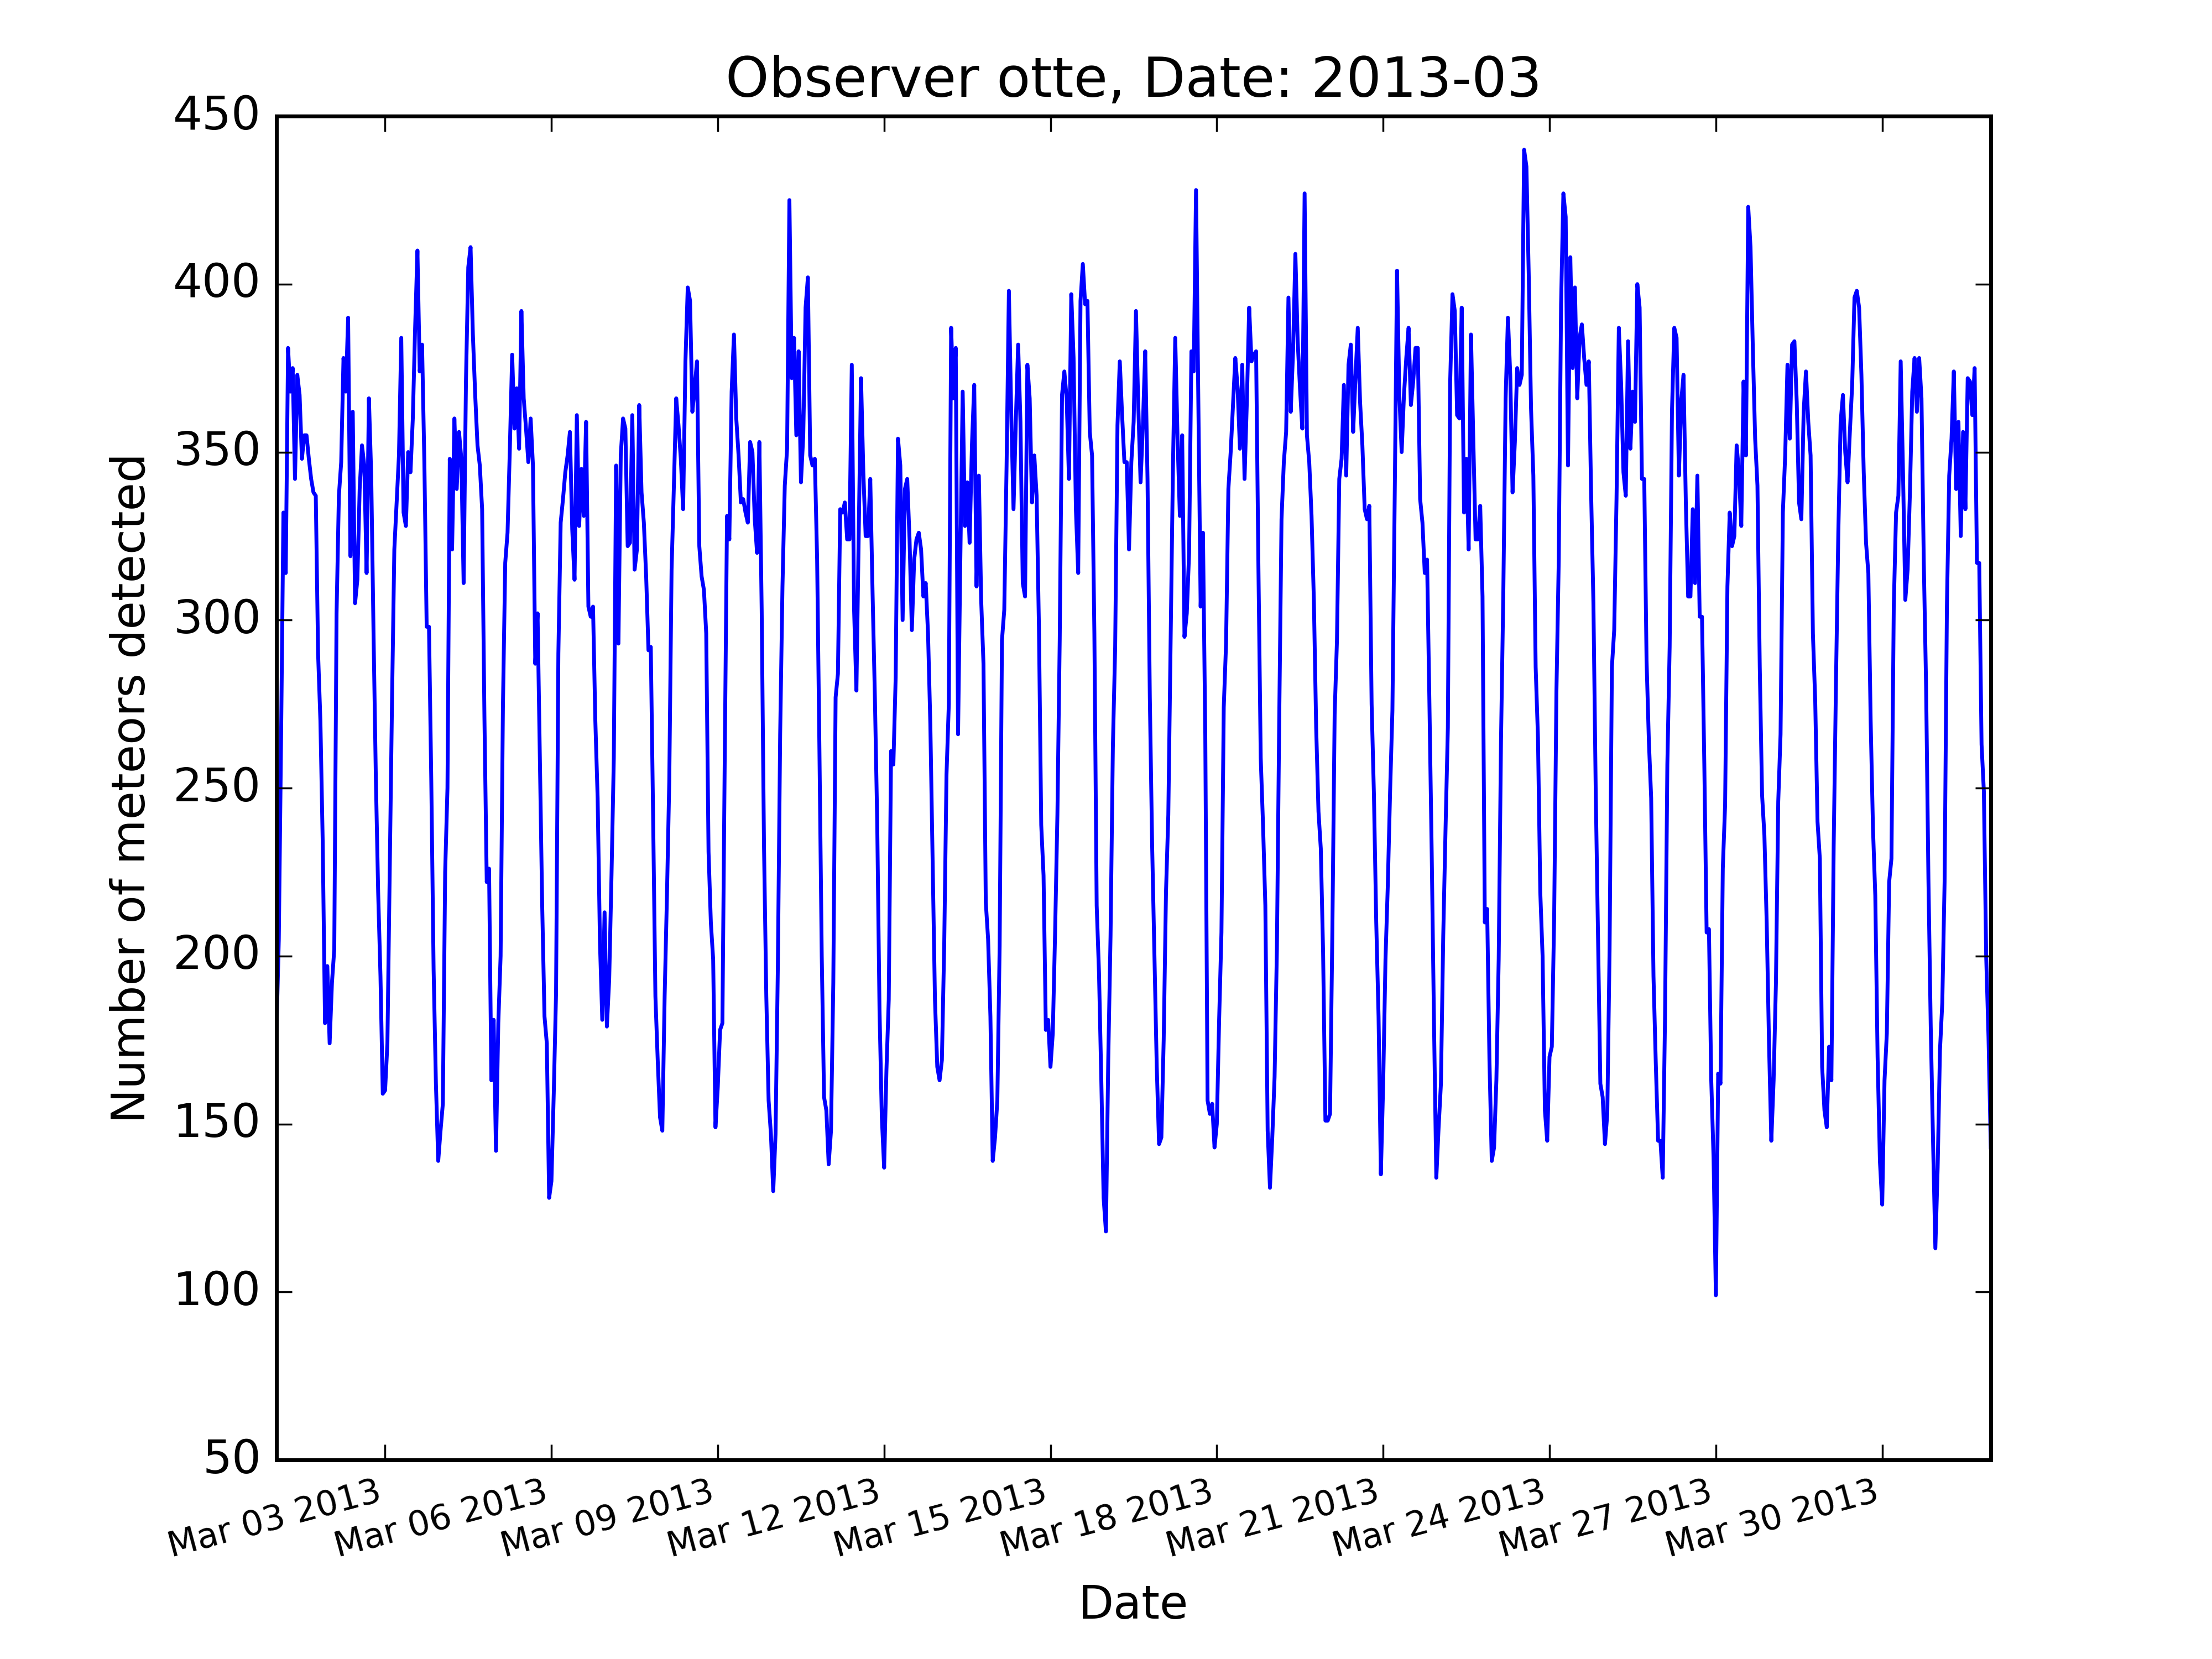 Observer otte, Date: 2013-03
450
400
350
300
250
200
150
100
50
Number of meteors detected
Mar 03 2013
Mar 06 2013
Mar 09 2013
Mar 12 2013
Mar 15 2013
Mar 18 2013
Mar 21 2013
Mar 24 2013
Mar 27 2013
Mar 30 2013
Date